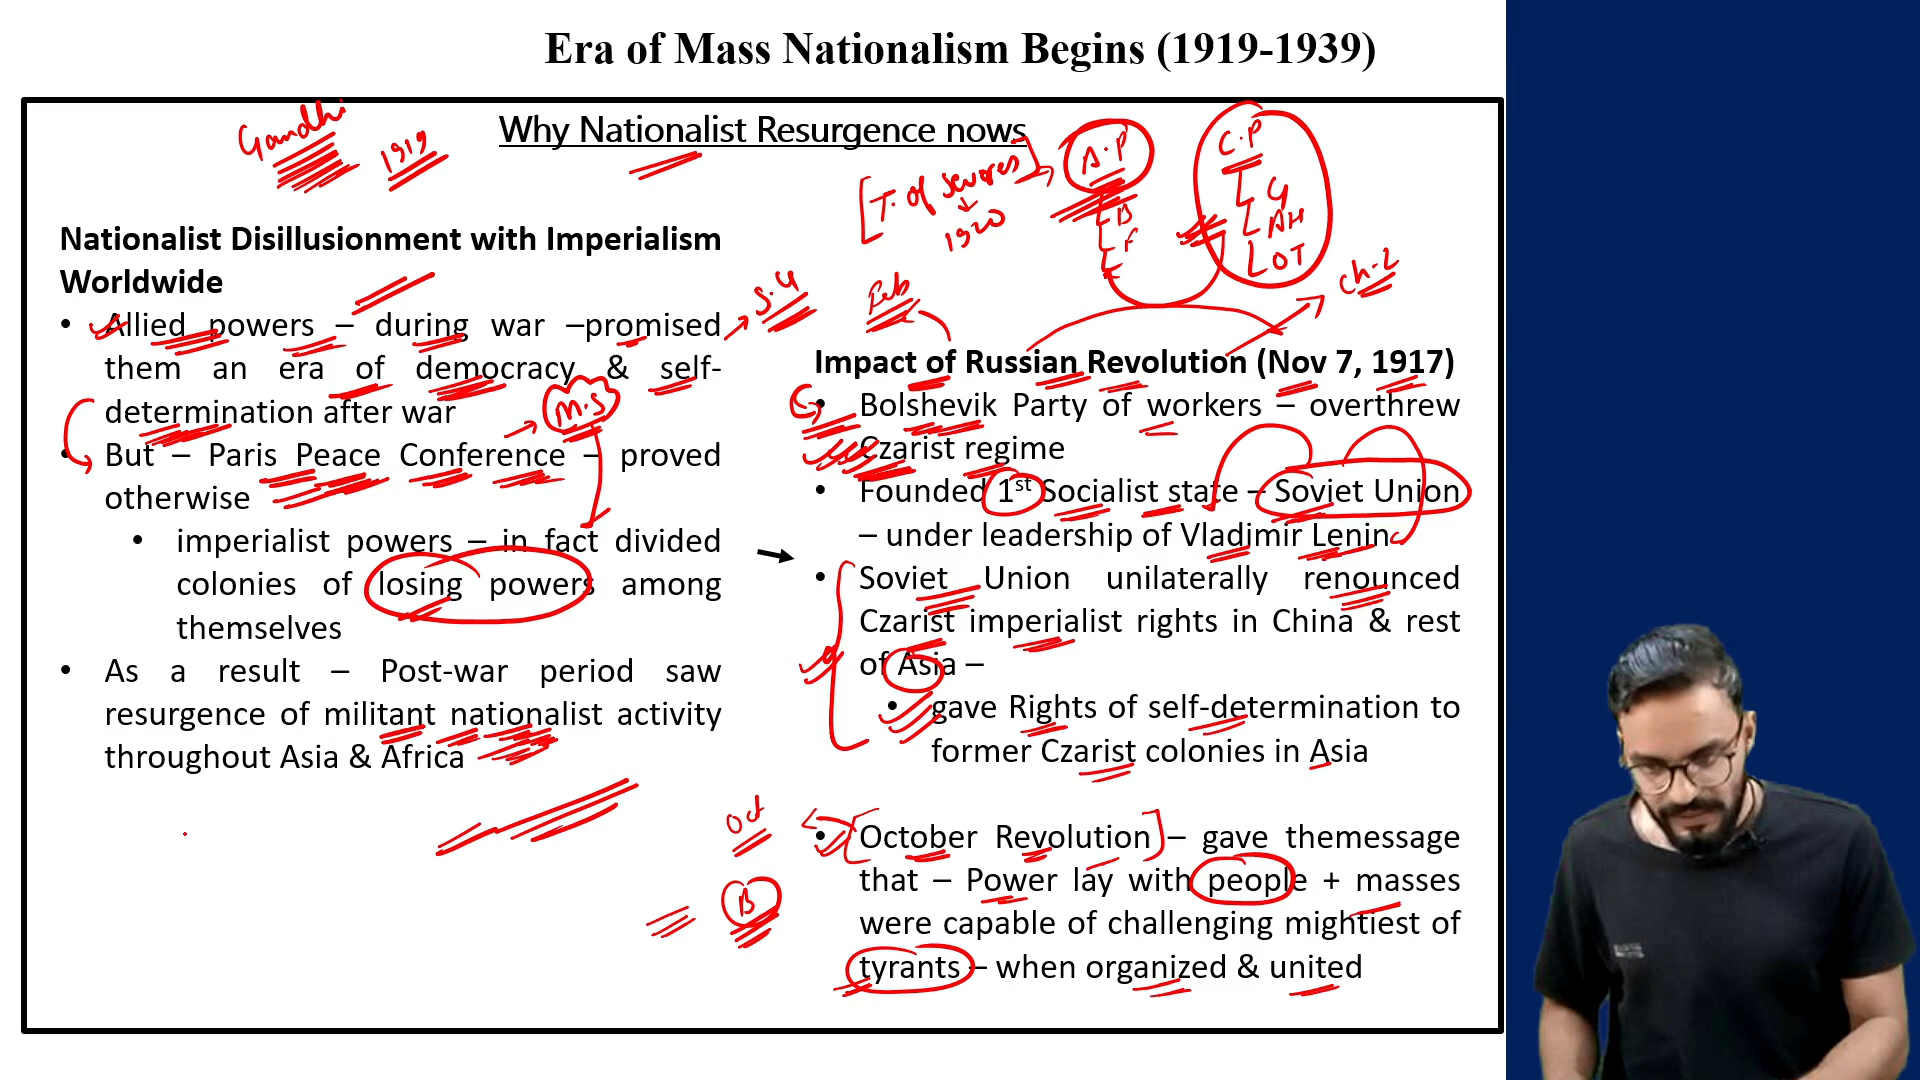 Era of Mass Nationalism Begins (1919-1939)
Gandhi
1919
Why Nationalist Resurgence nows
[T. of Sevres]
1920
A.P
B
F
C.P
G
AH
OT
Ch-2
Nationalist Disillusionment with Imperialism
Worldwide
• Allied powers – during war –promised
them an era of democracy & self-
determination after war
S.G
M.S
• But – Paris Peace Conference – proved
otherwise
• imperialist powers – in fact divided
colonies of losing powers among
themselves
• As a result – Post-war period saw
resurgence of militant nationalist activity
throughout Asia & Africa
Feb
Impact of Russian Revolution (Nov 7, 1917)
• Bolshevik Party of workers – overthrew
Czarist regime
• Founded 1st Socialist state – Soviet Union
– under leadership of Vladimir Lenin
• Soviet Union unilaterally renounced
Czarist imperialist rights in China & rest
of Asia –
• gave Rights of self-determination to
former Czarist colonies in Asia
Oct
B
• [October Revolution] – gave themessage
that – Power lay with people + masses
were capable of challenging mightiest of
tyrants – when organized & united